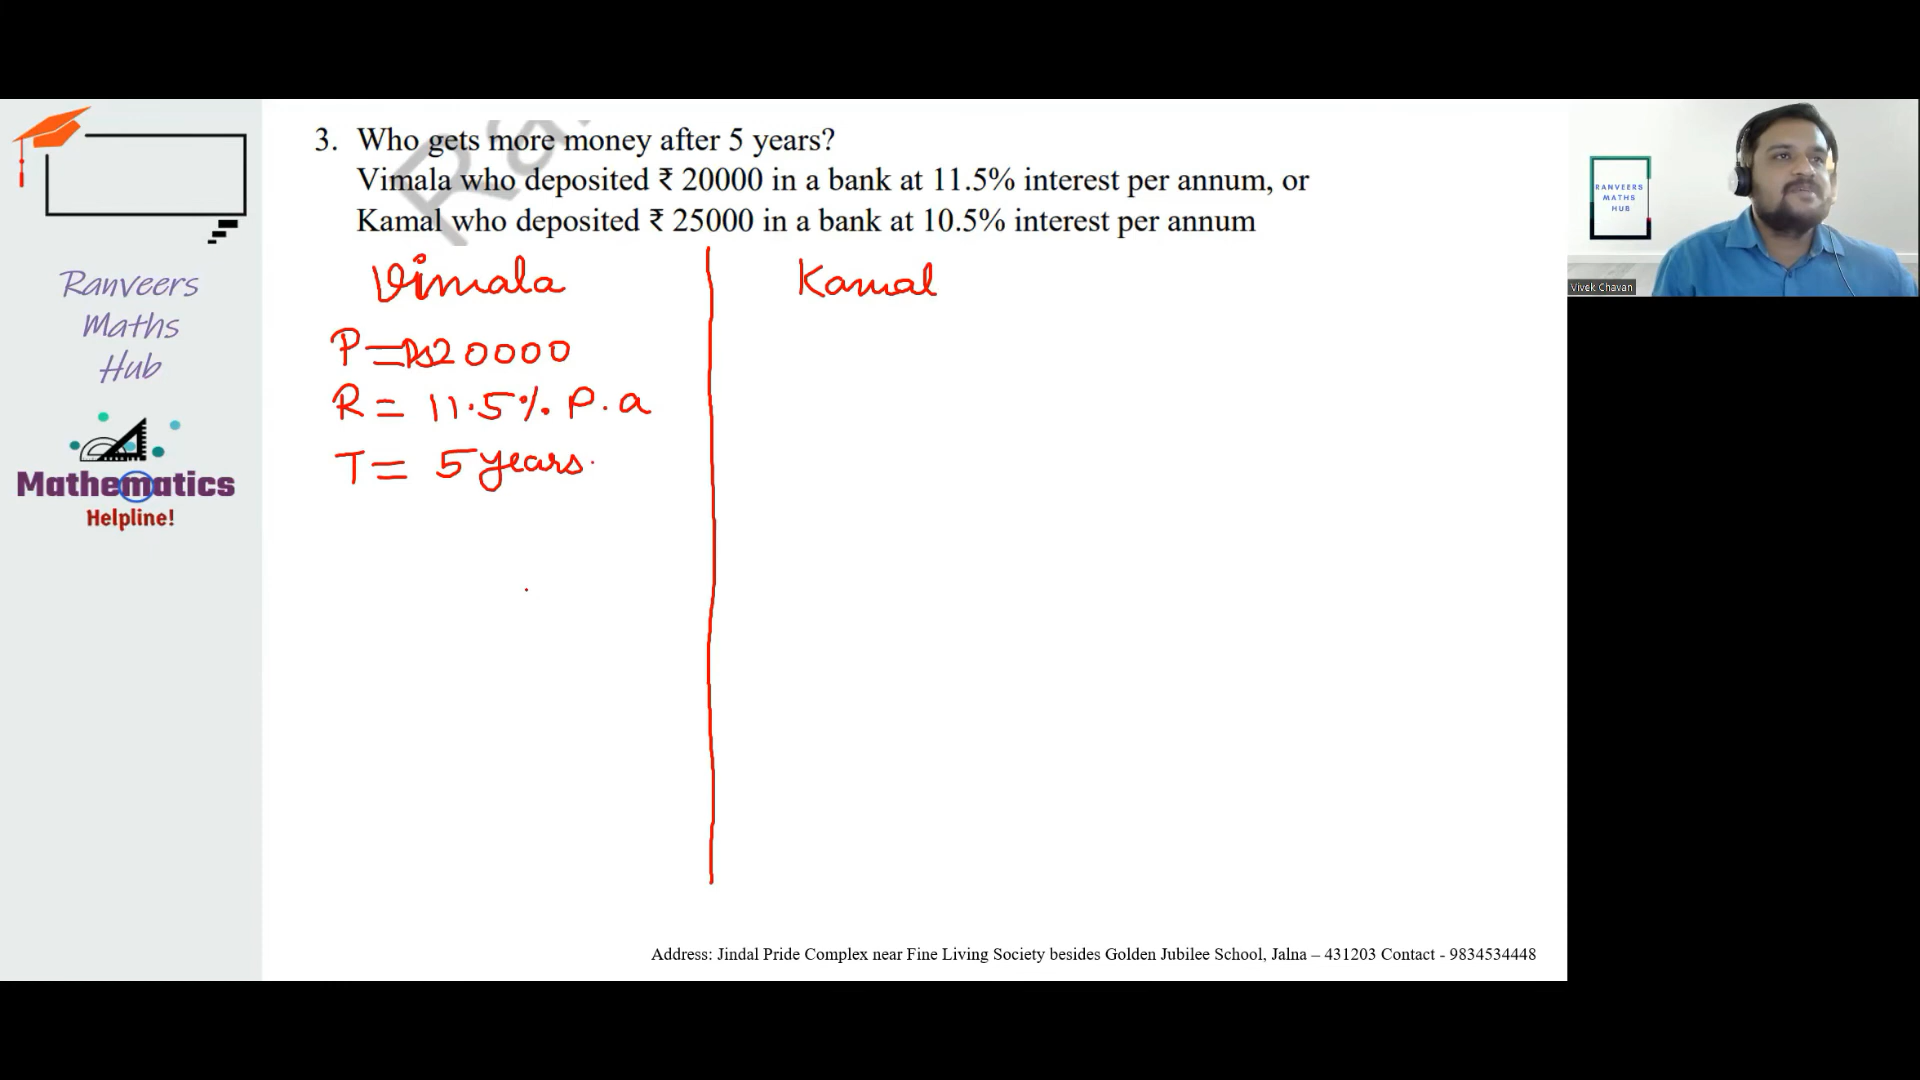 3. Who gets more money after 5 years?
Vimala who deposited ₹ 20000 in a bank at 11.5% interest per annum, or
Kamal who deposited ₹ 25000 in a bank at 10.5% interest per annum
Vimala
Kamal
P = Rs 20000
R = 11.5% P.a
T = 5 years.
Ranveers
Maths
Hub
Mathematics
Helpline!
RANVEERS
MATHS
HUB
Vivek Chavan
Ra
Address: Jindal Pride Complex near Fine Living Society besides Golden Jubilee School, Jalna – 431203 Contact - 9834534448